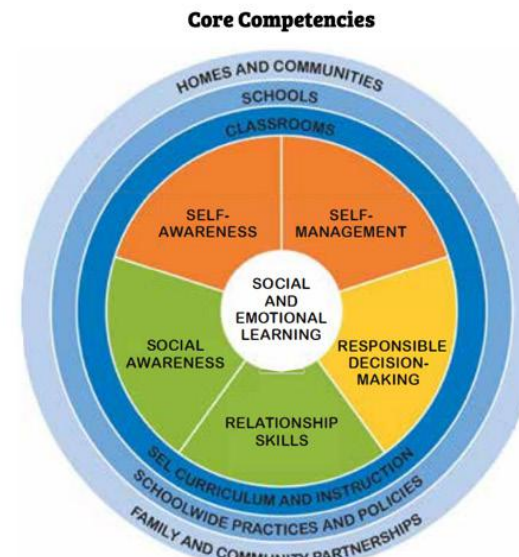 Core Competencies
HOMES AND COMMUNITIES
SCHOOLS
CLASSROOMS
SELF-
AWARENESS
SELF-
MANAGEMENT
SOCIAL
AND
EMOTIONAL
LEARNING
SOCIAL
AWARENESS
RESPONSIBLE
DECISION-
MAKING
RELATIONSHIP
SKILLS
SEL CURRICULUM AND INSTRUCTION
SCHOOLWIDE PRACTICES AND POLICIES
FAMILY AND COMMUNITY PARTNERSHIPS